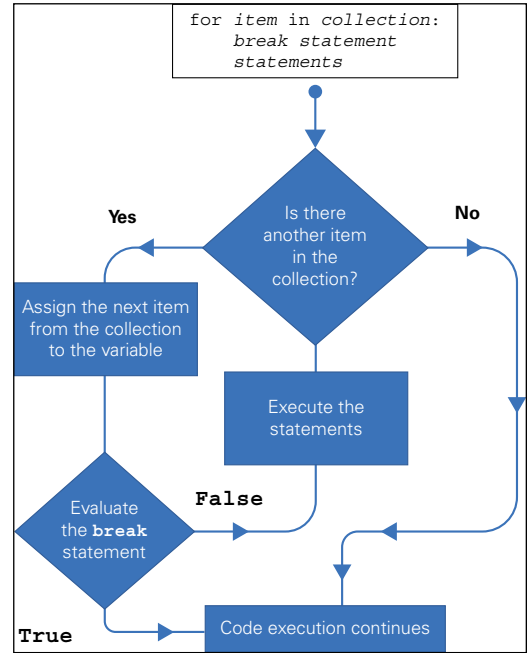 for item in collection:
break statement
statements
Is there
another item
in the
collection?
Yes
No
Assign the next item
from the collection
to the variable
Execute the
statements
Evaluate
the break
statement
False
True
Code execution continues